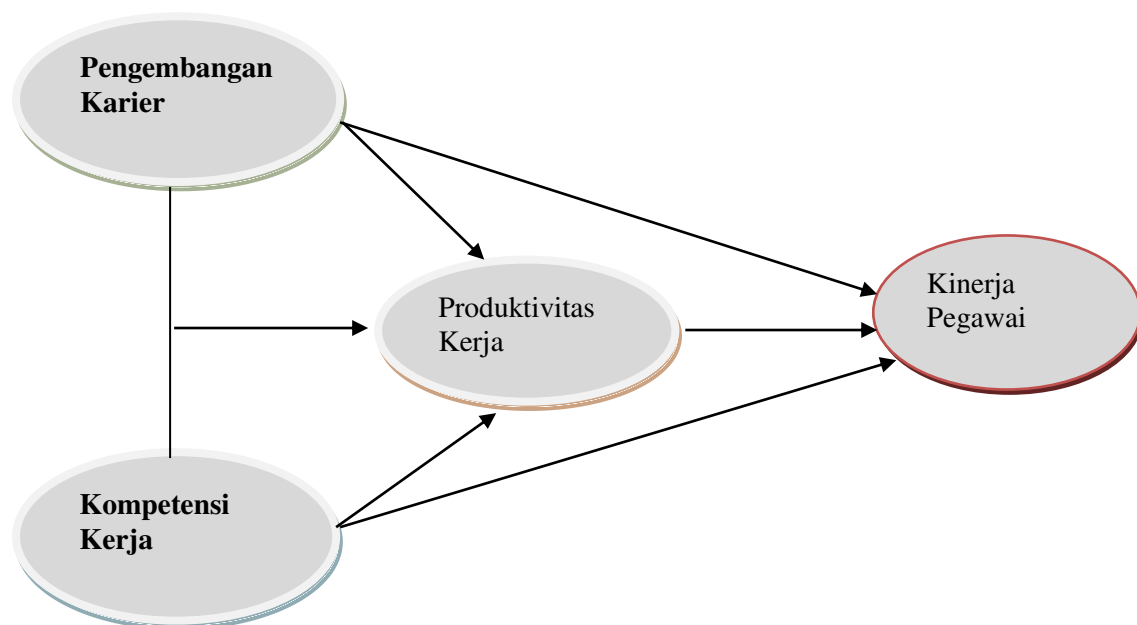 Pengembangan
Karier
Produktivitas
Kerja
Kinerja
Pegawai
Kompetensi
Kerja